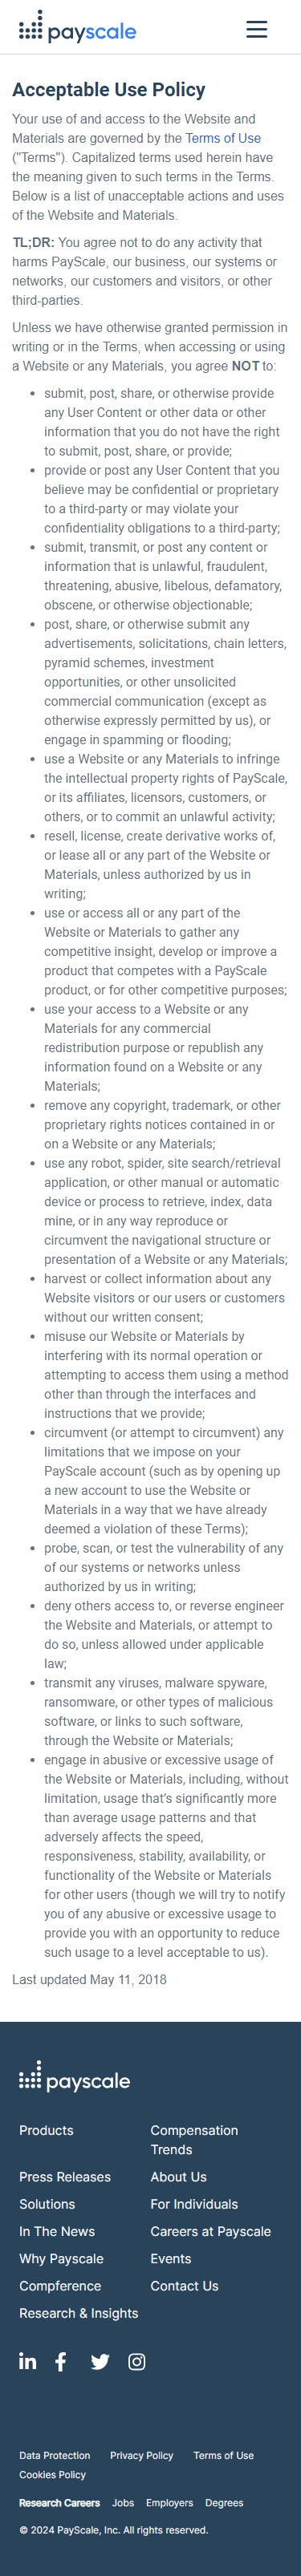 payscale
Acceptable Use Policy
Your use of and access to the Website and
Materials are governed by the Terms of Use
("Terms"). Capitalized terms used herein have
the meaning given to such terms in the Terms.
Below is a list of unacceptable actions and uses
of the Website and Materials.
TL;DR: You agree not to do any activity that
harms PayScale, our business, our systems or
networks, our customers and visitors, or other
third-parties.
Unless we have otherwise granted permission in
writing or in the Terms, when accessing or using
a Website or any Materials, you agree NOT to:
• submit, post, share, or otherwise provide
any User Content or other data or other
information that you do not have the right
to submit, post, share, or provide;
• provide or post any User Content that you
believe may be confidential or proprietary
to a third-party or may violate your
confidentiality obligations to a third-party;
• submit, transmit, or post any content or
information that is unlawful, fraudulent,
threatening, abusive, libelous, defamatory,
obscene, or otherwise objectionable;
• post, share, or otherwise submit any
advertisements, solicitations, chain letters,
pyramid schemes, investment
opportunities, or other unsolicited
commercial communication (except as
otherwise expressly permitted by us), or
engage in spamming or flooding;
• use a Website or any Materials to infringe
the intellectual property rights of PayScale,
or its affiliates, licensors, customers, or
others, or to commit an unlawful activity;
• resell, license, create derivative works of,
or lease all or any part of the Website or
Materials, unless authorized by us in
writing;
• use or access all or any part of the
Website or Materials to gather any
competitive insight, develop or improve a
product that competes with a PayScale
product, or for other competitive purposes;
• use your access to a Website or any
Materials for any commercial
redistribution purpose or republish any
information found on a Website or any
Materials;
• remove any copyright, trademark, or other
proprietary rights notices contained in or
on a Website or any Materials;
• use any robot, spider, site search/retrieval
application, or other manual or automatic
device or process to retrieve, index, data
mine, or in any way reproduce or
circumvent the navigational structure or
presentation of a Website or any Materials;
• harvest or collect information about any
Website visitors or our users or customers
without our written consent;
• misuse our Website or Materials by
interfering with its normal operation or
attempting to access them using a method
other than through the interfaces and
instructions that we provide;
• circumvent (or attempt to circumvent) any
limitations that we impose on your
PayScale account (such as by opening up
a new account to use the Website or
Materials in a way that we have already
deemed a violation of these Terms);
• probe, scan, or test the vulnerability of any
of our systems or networks unless
authorized by us in writing;
• deny others access to, or reverse engineer
the Website and Materials, or attempt to
do so, unless allowed under applicable
law;
• transmit any viruses, malware spyware,
ransomware, or other types of malicious
software, or links to such software,
through the Website or Materials;
• engage in abusive or excessive usage of
the Website or Materials, including, without
limitation, usage that's significantly more
than average usage patterns and that
adversely affects the speed,
responsiveness, stability, availability, or
functionality of the Website or Materials
for other users (though we will try to notify
you of any abusive or excessive usage to
provide you with an opportunity to reduce
such usage to a level acceptable to us).
Last updated May 11, 2018
payscale
Products Compensation
Trends
Press Releases About Us
Solutions For Individuals
In The News Careers at Payscale
Why Payscale Events
Compference Contact Us
Research & Insights
Data Protection Privacy Policy Terms of Use
Cookies Policy
Research Careers Jobs Employers Degrees
© 2024 PayScale, Inc. All rights reserved.